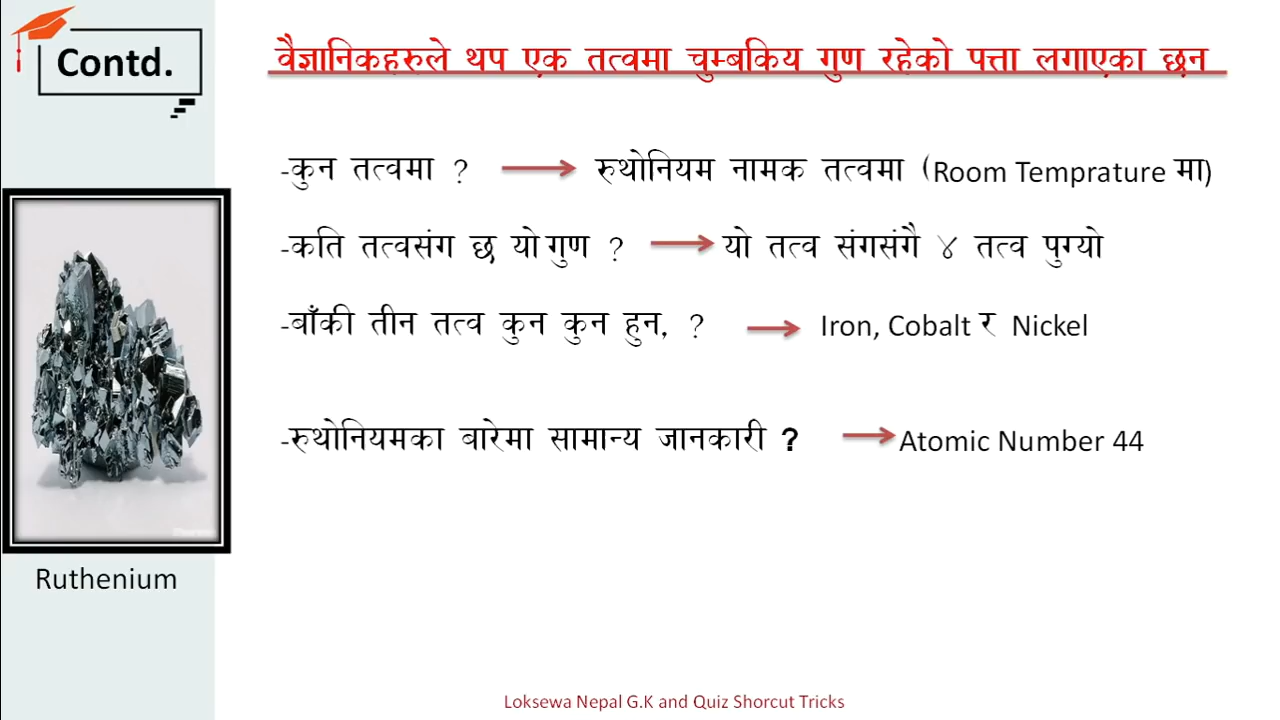 Contd.
वैज्ञानिकहरुले थप एक तत्वमा चुम्बकिय गुण रहेको पत्ता लगाएका छन
-कुन तत्वमा ? रुथोनियम नामक तत्वमा (Room Temprature मा)
-कति तत्वसंग छ यो गुण ? यो तत्व संगसंगै ४ तत्व पुग्यो
-बाँकी तीन तत्व कुन कुन हुन, ? Iron, Cobalt र Nickel
-रुथोनियमका बारेमा सामान्य जानकारी ? Atomic Number 44
Ruthenium
Loksewa Nepal G.K and Quiz Shorcut Tricks